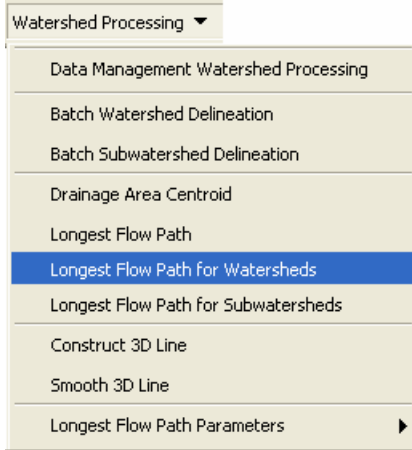 Watershed Processing
Data Management Watershed Processing
Batch Watershed Delineation
Batch Subwatershed Delineation
Drainage Area Centroid
Longest Flow Path
Longest Flow Path for Watersheds
Longest Flow Path for Subwatersheds
Construct 3D Line
Smooth 3D Line
Longest Flow Path Parameters